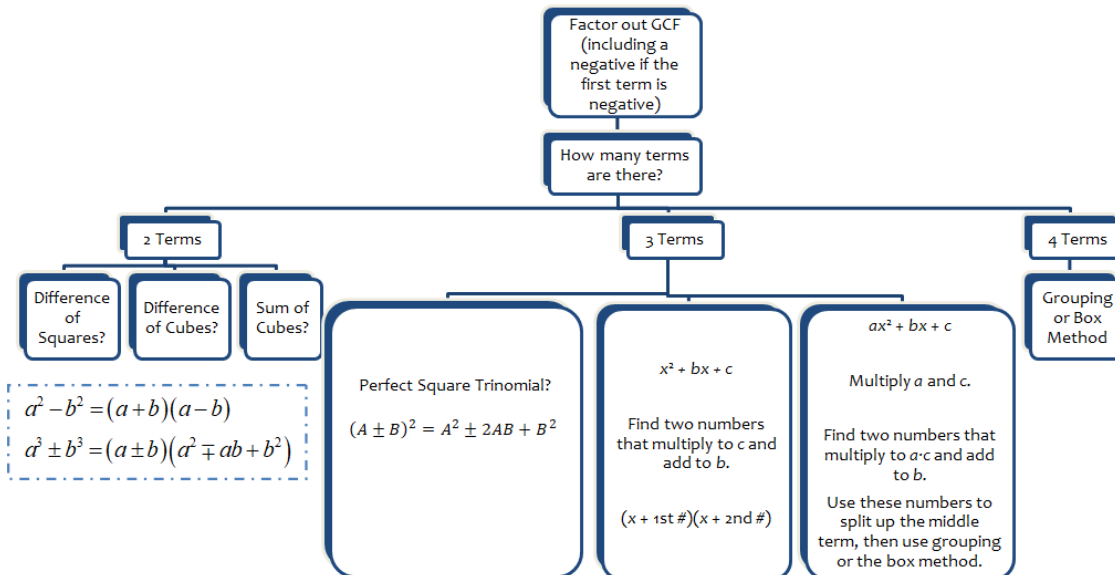 Factor out GCF
(including a
negative if the
first term is
negative)
How many terms
are there?
2 Terms
3 Terms
4 Terms
Difference
of
Squares?
Difference
of Cubes?
Sum of
Cubes?
a² − b² = (a + b)(a − b)
a³ ± b³ = (a ± b)(a² ∓ ab + b²)
Perfect Square Trinomial?
(A ± B)² = A² ± 2AB + B²
x² + bx + c
Find two numbers
that multiply to c and
add to b.
(x + 1st #)(x + 2nd #)
ax² + bx + c
Multiply a and c.
Find two numbers that
multiply to a·c and add
to b.
Use these numbers to
split up the middle
term, then use grouping
or the box method.
Grouping
or Box
Method